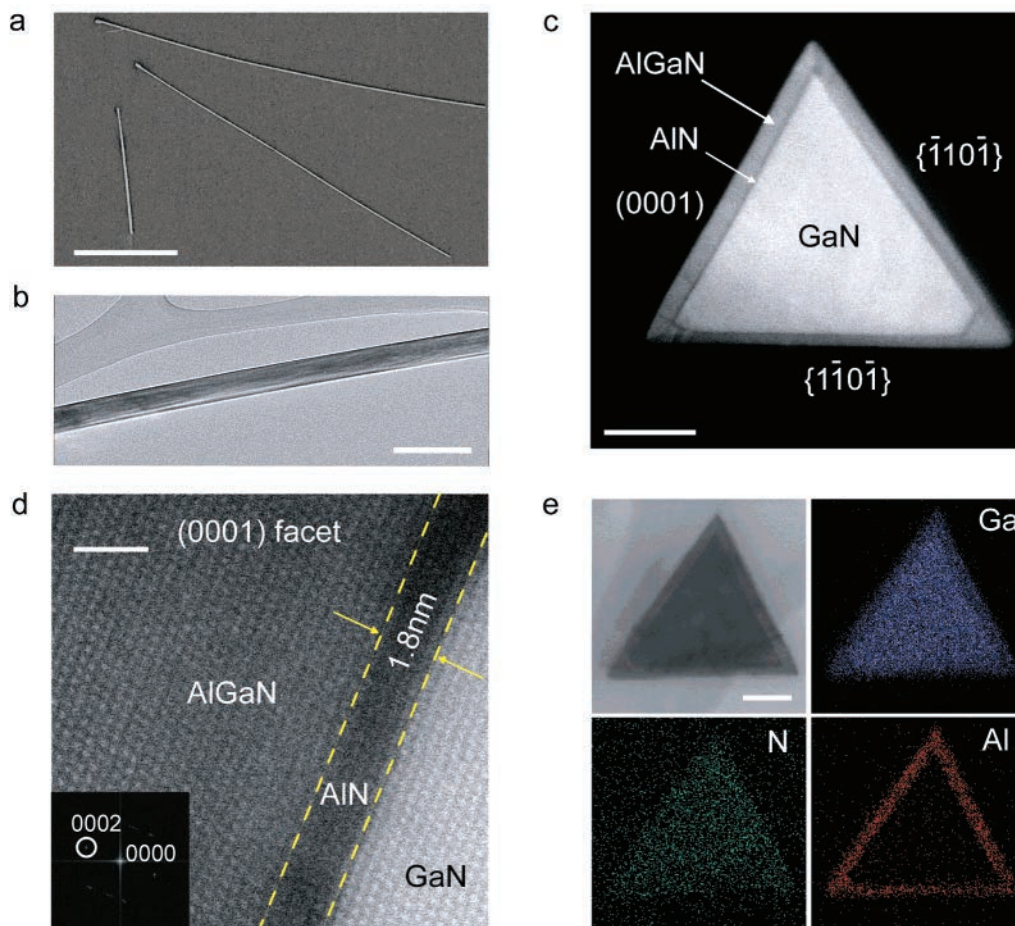 a
b
c
AlGaN
AlN
(0001)
GaN
{1̄101̄}
{11̄01̄}
d
(0001) facet
1.8nm
AlGaN
AlN
GaN
0002
0000
e
Ga
N
Al